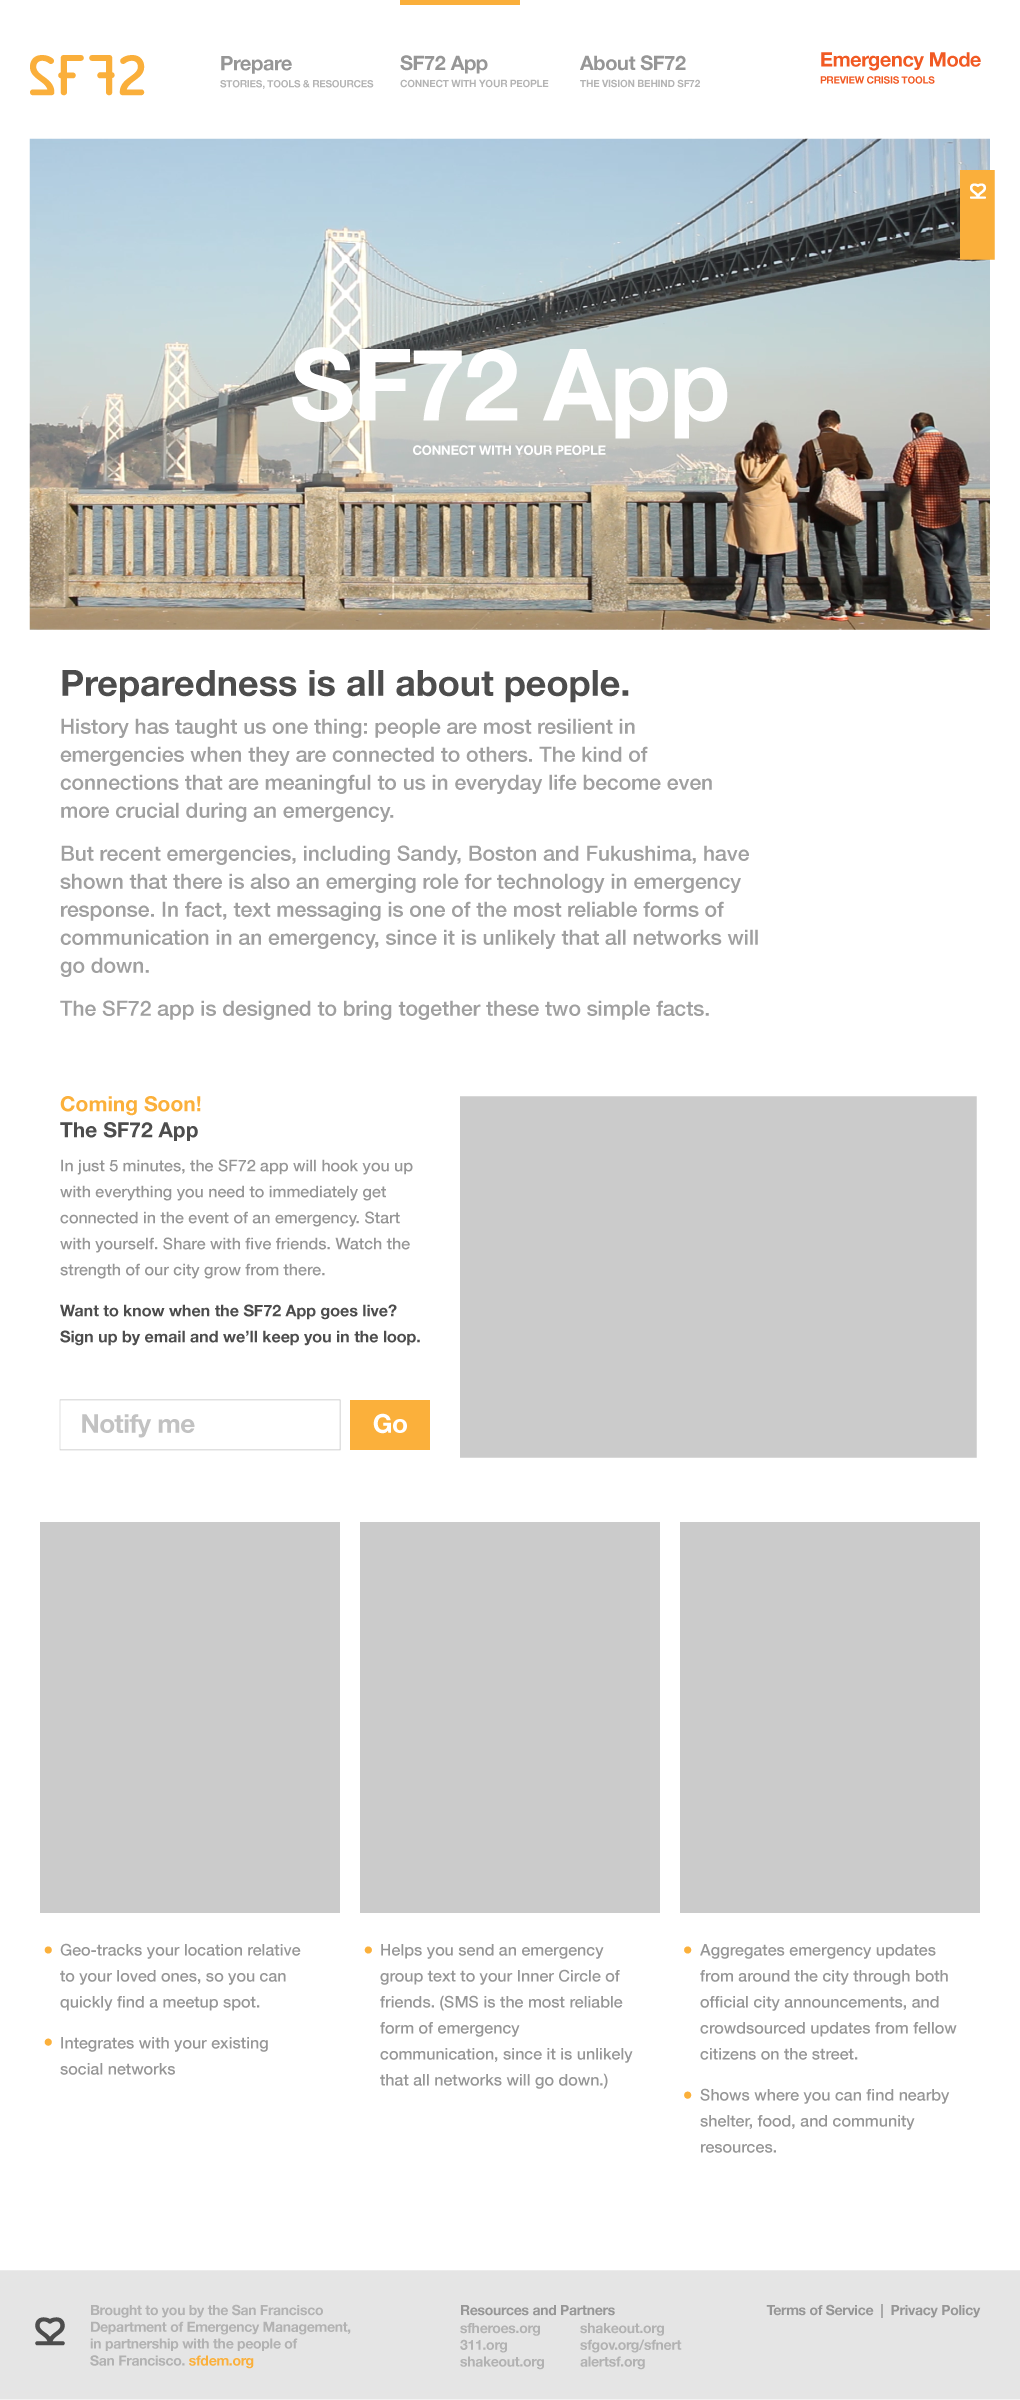 SF72
Prepare
STORIES, TOOLS & RESOURCES
SF72 App
CONNECT WITH YOUR PEOPLE
About SF72
THE VISION BEHIND SF72
Emergency Mode
PREVIEW CRISIS TOOLS
SF72 App
CONNECT WITH YOUR PEOPLE
Preparedness is all about people.
History has taught us one thing: people are most resilient in
emergencies when they are connected to others. The kind of
connections that are meaningful to us in everyday life become even
more crucial during an emergency.
But recent emergencies, including Sandy, Boston and Fukushima, have
shown that there is also an emerging role for technology in emergency
response. In fact, text messaging is one of the most reliable forms of
communication in an emergency, since it is unlikely that all networks will
go down.
The SF72 app is designed to bring together these two simple facts.
Coming Soon!
The SF72 App
In just 5 minutes, the SF72 app will hook you up
with everything you need to immediately get
connected in the event of an emergency. Start
with yourself. Share with five friends. Watch the
strength of our city grow from there.
Want to know when the SF72 App goes live?
Sign up by email and we’ll keep you in the loop.
Notify me
Go
Geo-tracks your location relative
to your loved ones, so you can
quickly find a meetup spot.
Integrates with your existing
social networks
Helps you send an emergency
group text to your Inner Circle of
friends. (SMS is the most reliable
form of emergency
communication, since it is unlikely
that all networks will go down.)
Aggregates emergency updates
from around the city through both
official city announcements, and
crowdsourced updates from fellow
citizens on the street.
Shows where you can find nearby
shelter, food, and community
resources.
Brought to you by the San Francisco
Department of Emergency Management,
in partnership with the people of
San Francisco. sfdem.org
Resources and Partners
sfheroes.org
311.org
shakeout.org
shakeout.org
sfgov.org/sfnert
alertsf.org
Terms of Service | Privacy Policy